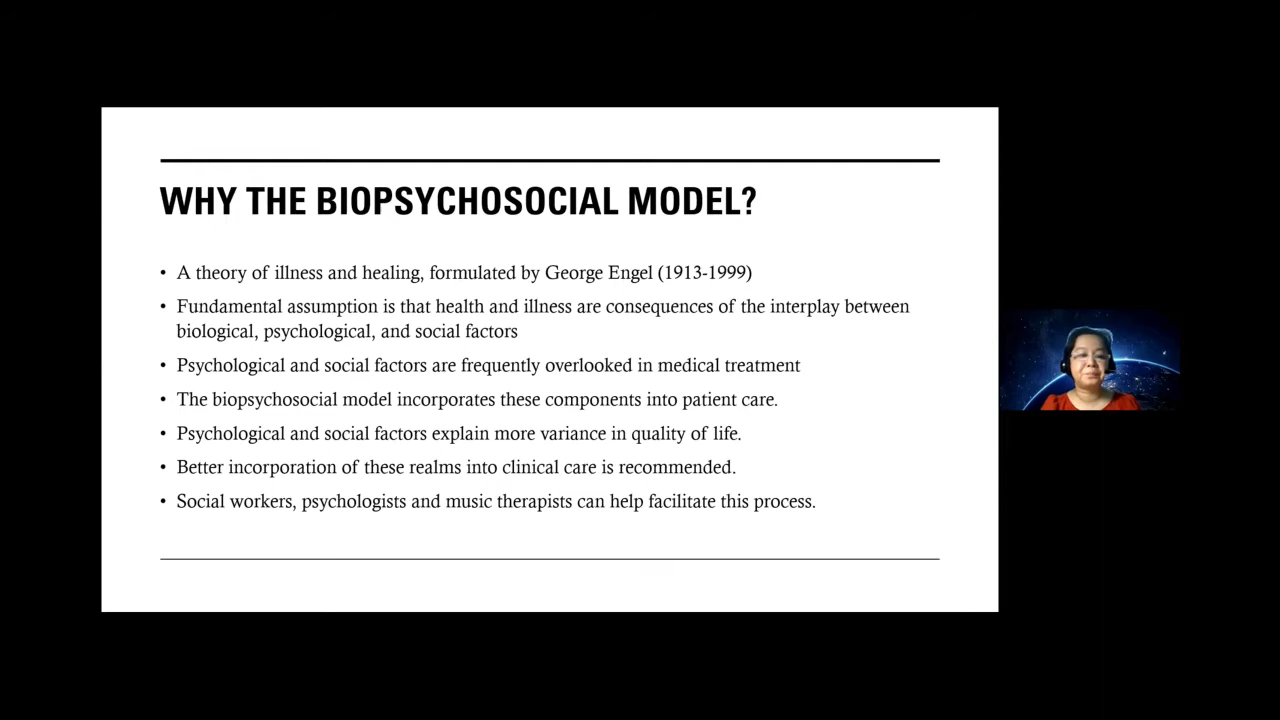 WHY THE BIOPSYCHOSOCIAL MODEL?
• A theory of illness and healing, formulated by George Engel (1913-1999)
• Fundamental assumption is that health and illness are consequences of the interplay between
biological, psychological, and social factors
• Psychological and social factors are frequently overlooked in medical treatment
• The biopsychosocial model incorporates these components into patient care.
• Psychological and social factors explain more variance in quality of life.
• Better incorporation of these realms into clinical care is recommended.
• Social workers, psychologists and music therapists can help facilitate this process.